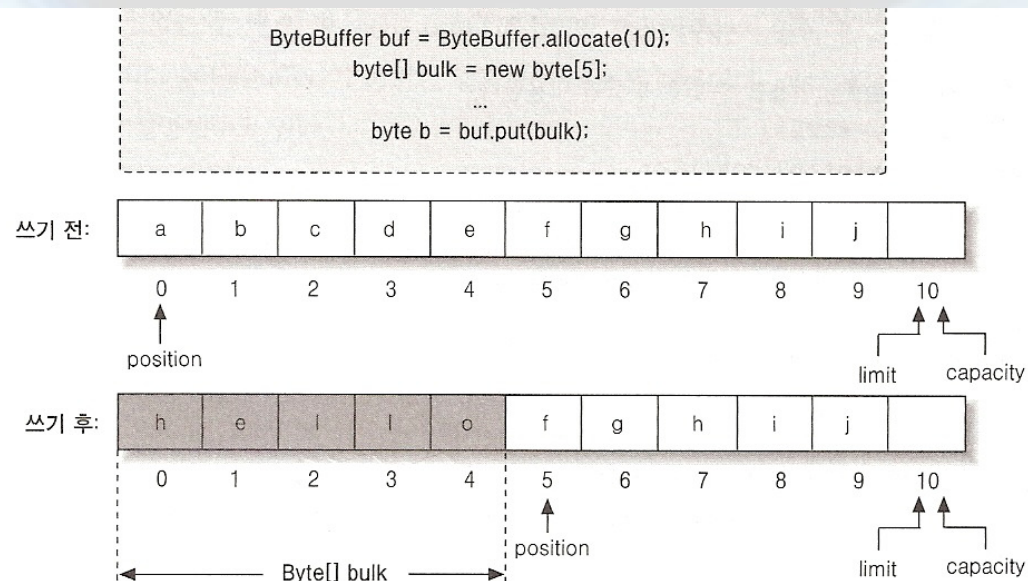 ByteBuffer buf = ByteBuffer.allocate(10);
byte[] bulk = new byte[5];
...
byte b = buf.put(bulk);
쓰기 전:
a b c d e f g h i j
0 1 2 3 4 5 6 7 8 9 10
position
limit capacity
쓰기 후:
h e l l o f g h i j
0 1 2 3 4 5 6 7 8 9 10
position
limit capacity
Byte[] bulk